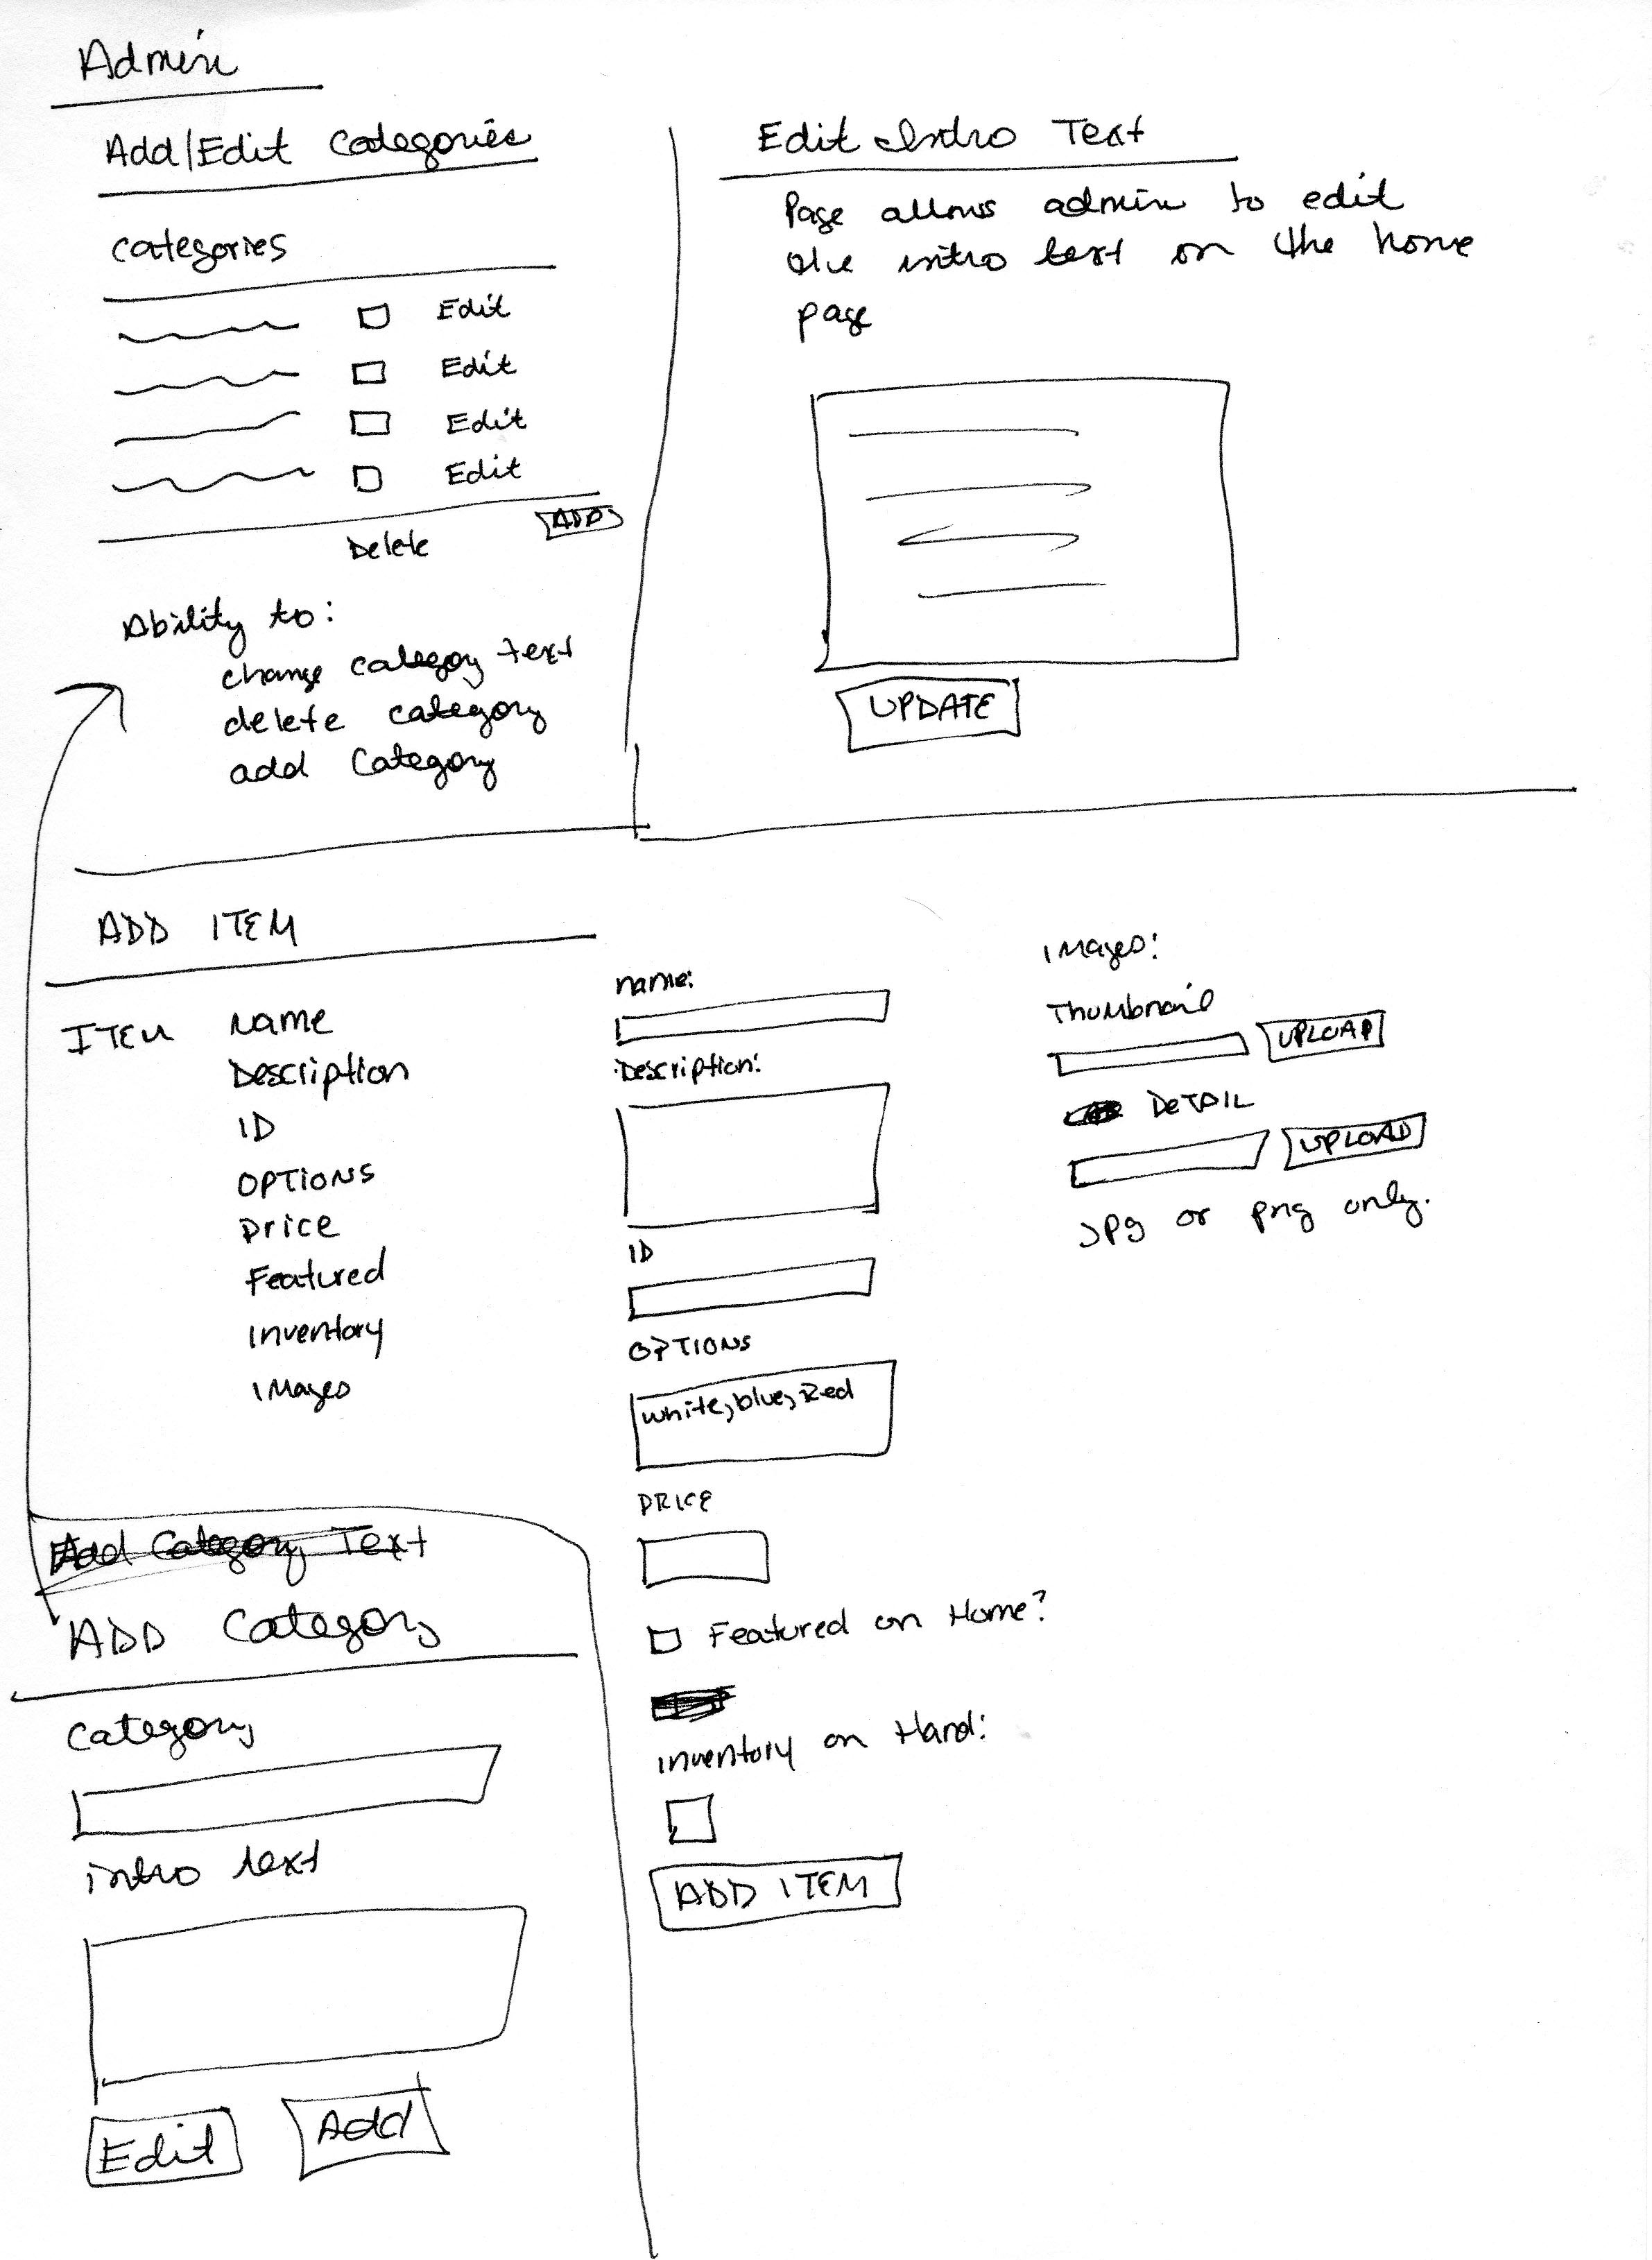 Admin
Add/Edit Categories
Categories
Edit
Edit
Edit
Edit
Delete
ADD
Ability to:
change category text
delete category
add Category
Edit Intro Text
Page allows admin to edit
the intro text on the home
page
UPDATE
ADD ITEM
ITEM
Name
Description
ID
OPTIONS
Price
Featured
Inventory
Images
name:
Description:
ID
OPTIONS
white, blue, Red
PRICE
Featured on Home?
inventory on Hand:
ADD ITEM
Images:
Thumbnail
UPLOAD
DETAIL
UPLOAD
JPG or png only.
Add Category Text
ADD Category
Category
intro text
Edit
Add